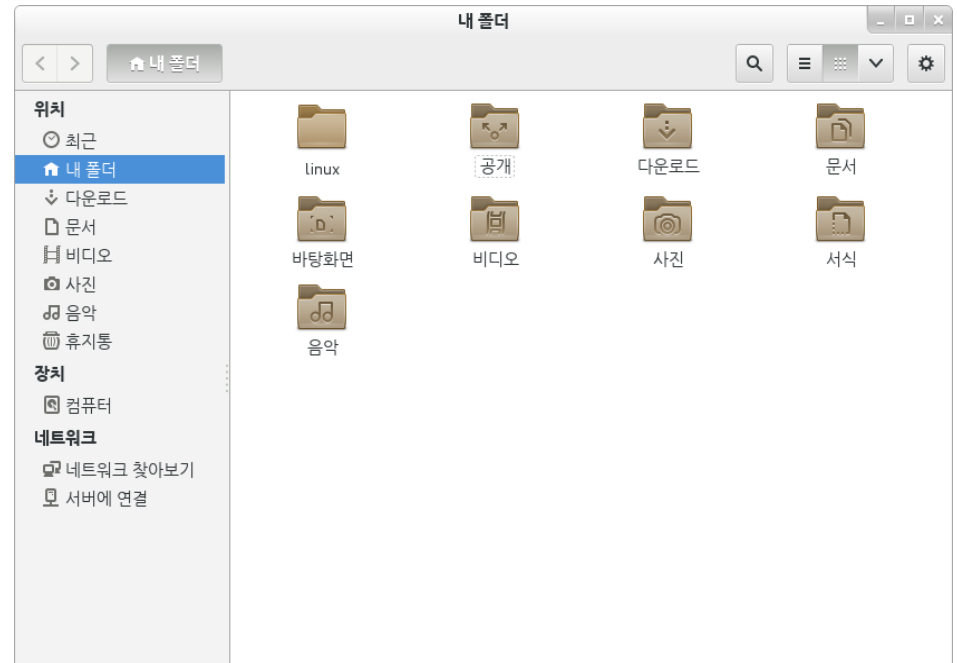 내 폴더
내 폴더
위치
최근
내 폴더
다운로드
문서
비디오
사진
음악
휴지통
장치
컴퓨터
네트워크
네트워크 찾아보기
서버에 연결
linux
공개
다운로드
문서
바탕화면
비디오
사진
서식
음악